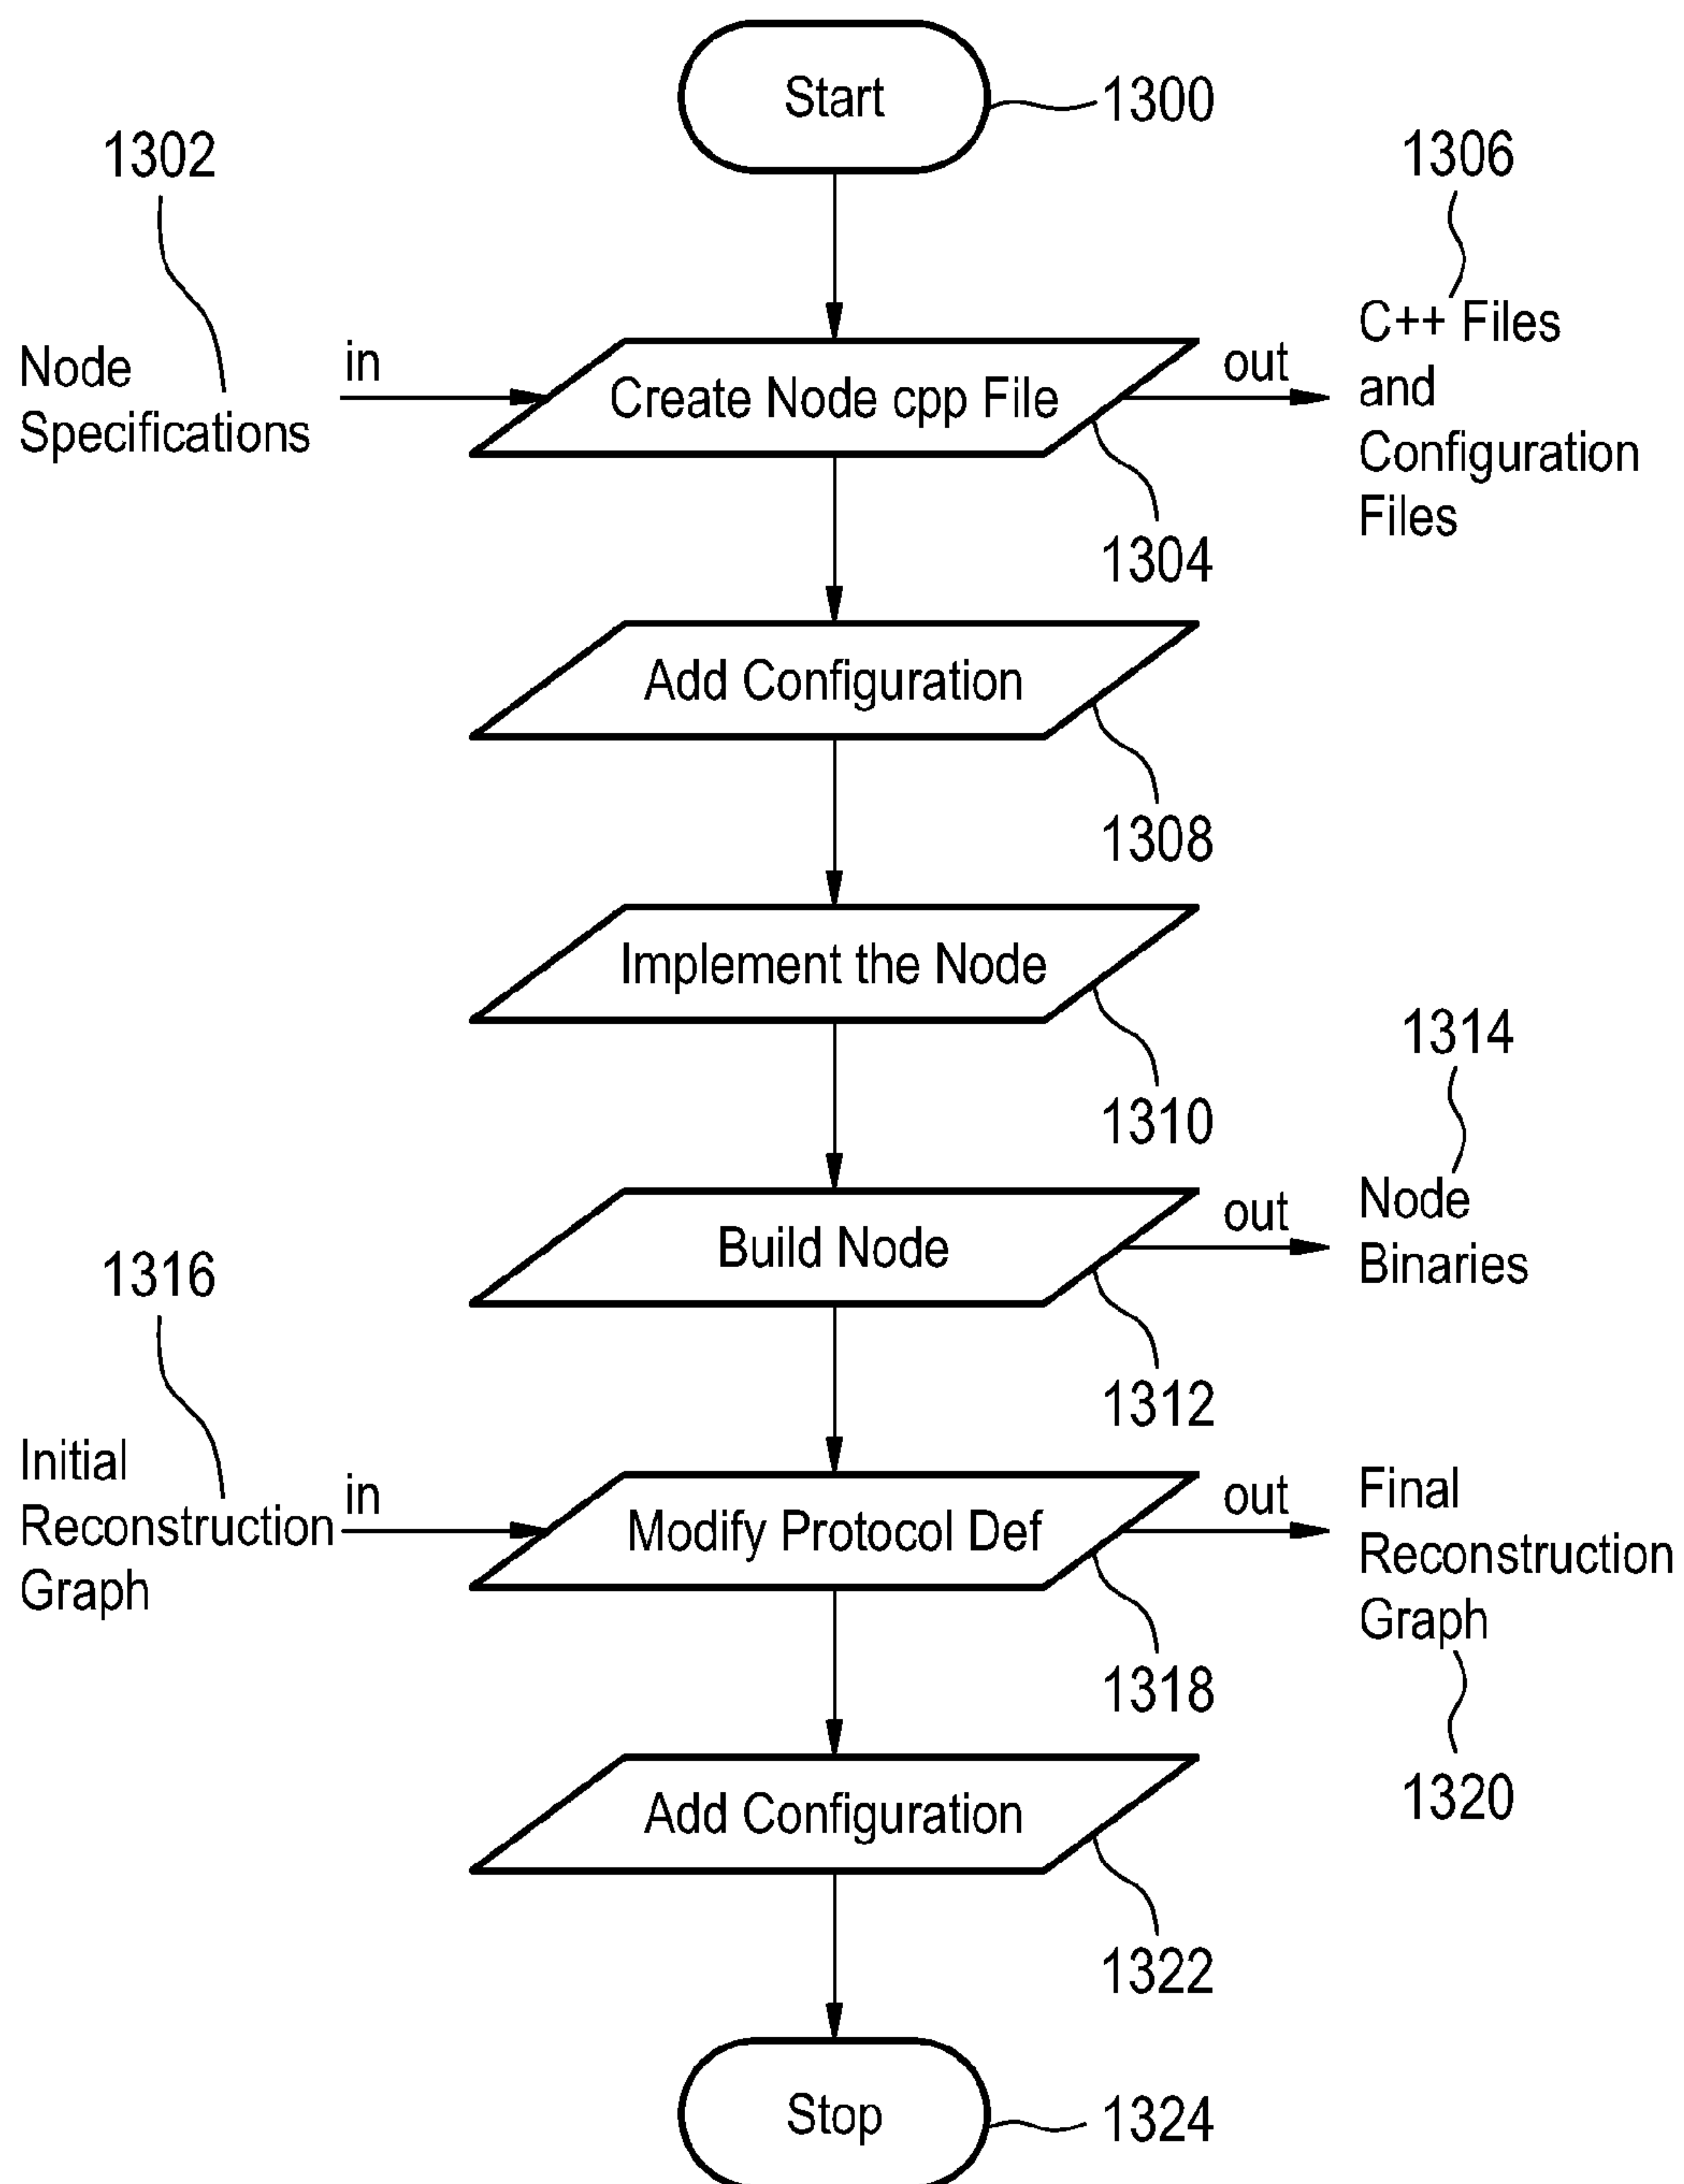 Start
1300
1302
1306
Node
Specifications
in
Create Node cpp File
out
C++ Files
and
Configuration
Files
1304
Add Configuration
1308
Implement the Node
1310
1314
Build Node
out
Node
Binaries
1312
1316
Initial
Reconstruction
Graph
in
Modify Protocol Def
out
Final
Reconstruction
Graph
1318
1320
Add Configuration
1322
Stop
1324